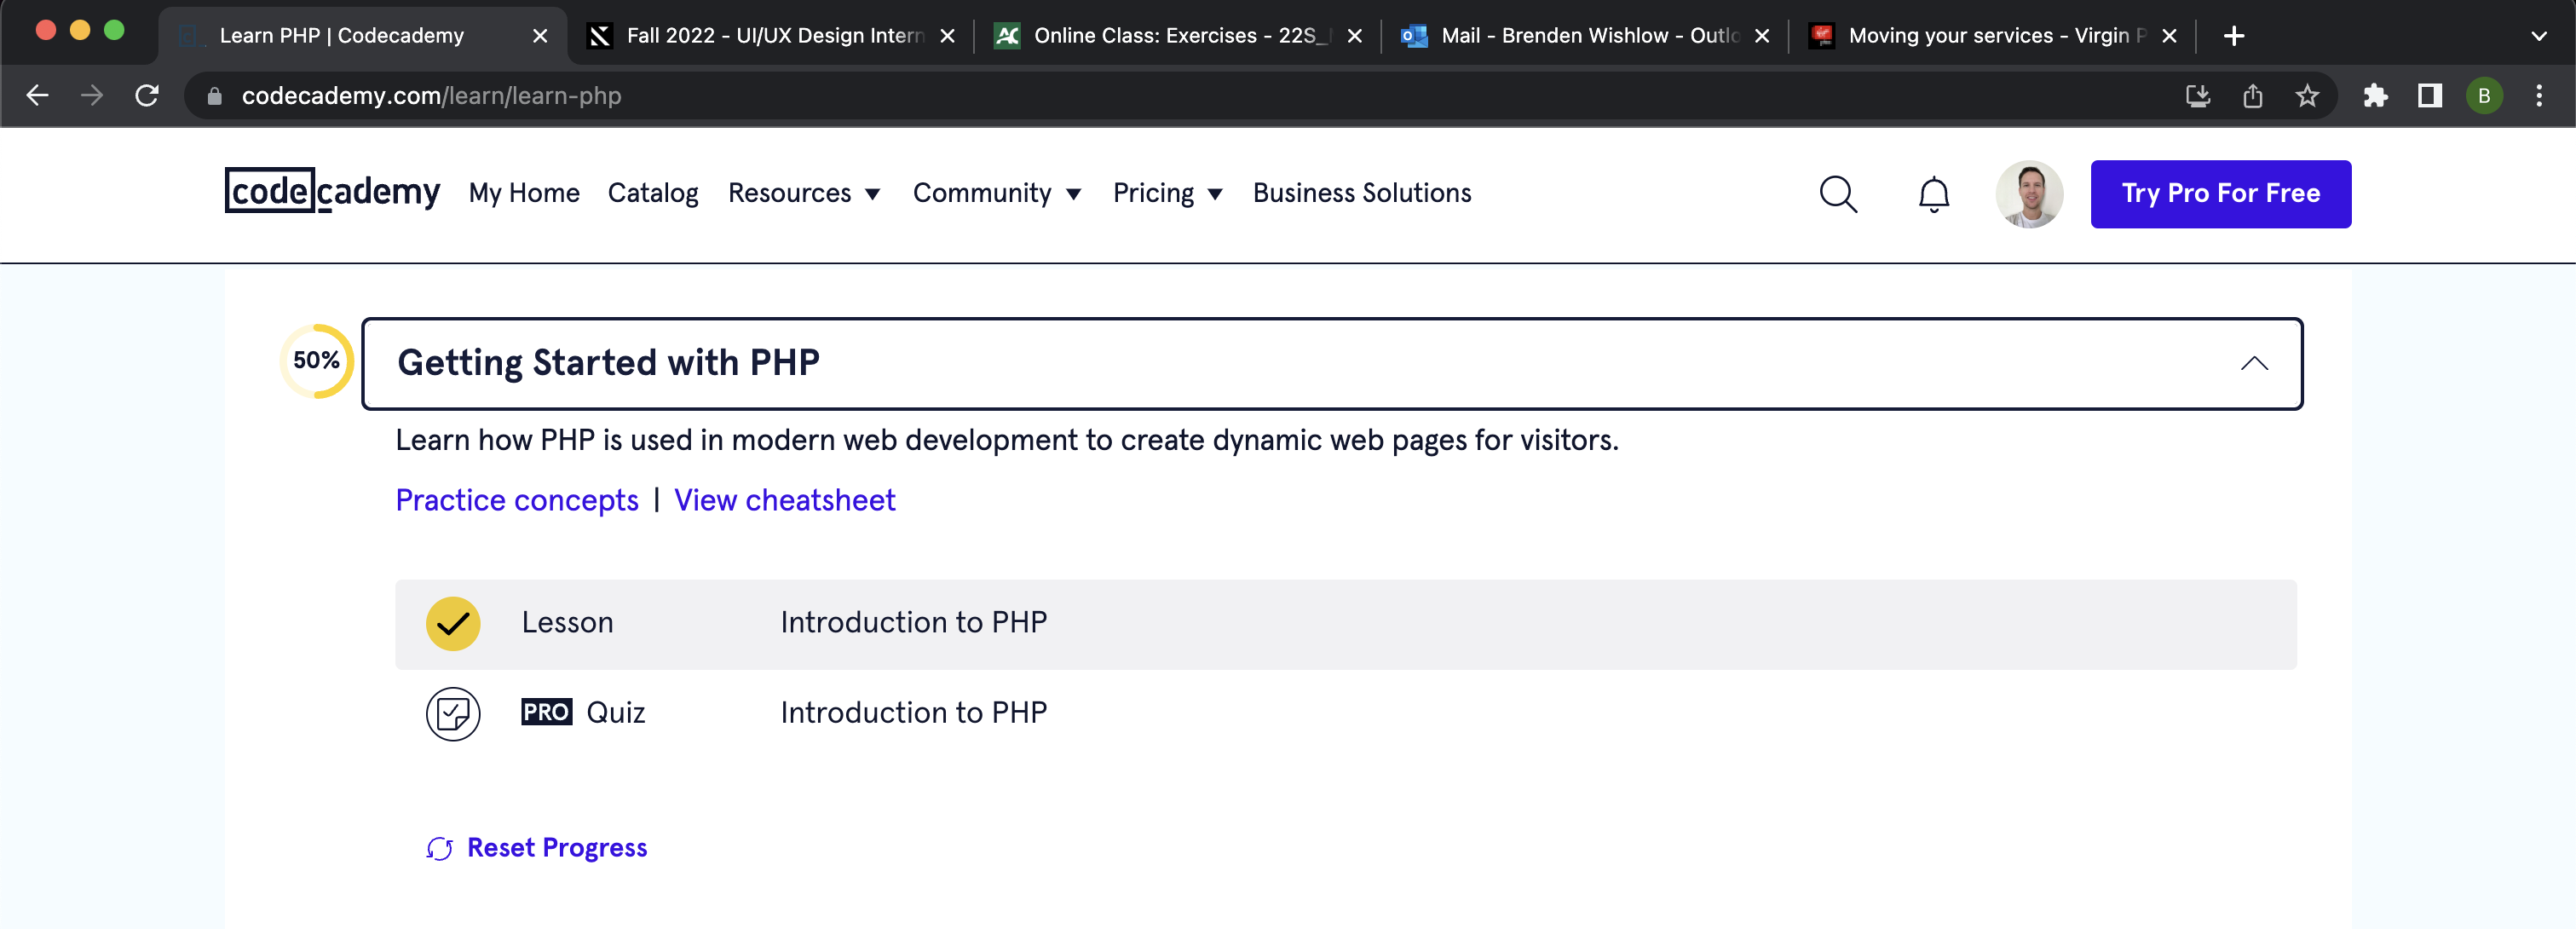 Learn PHP | Codecademy
Fall 2022 - UI/UX Design Intern
Online Class: Exercises - 22S_
Mail - Brenden Wishlow - Outlo
Moving your services - Virgin P
codecademy.com/learn/learn-php
B
codecademy My Home Catalog Resources Community Pricing Business Solutions Try Pro For Free
50% Getting Started with PHP
Learn how PHP is used in modern web development to create dynamic web pages for visitors.
Practice concepts | View cheatsheet
Lesson Introduction to PHP
PRO Quiz Introduction to PHP
Reset Progress